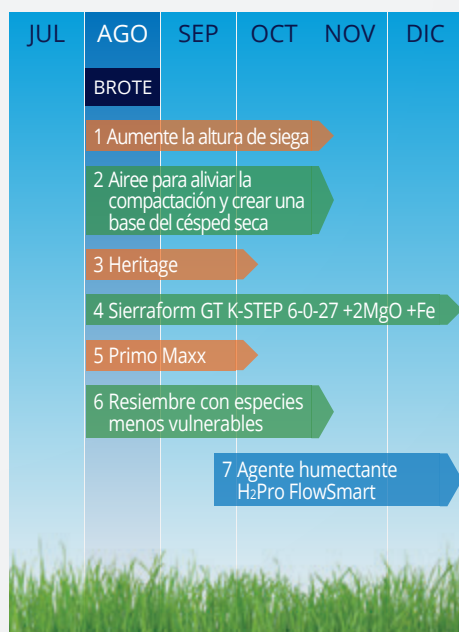 JUL AGO SEP OCT NOV DIC
BROTE
1 Aumente la altura de siega
2 Airee para aliviar la
compactación y crear una
base del césped seca
3 Heritage
4 Sierraform GT K-STEP 6-0-27 +2MgO +Fe
5 Primo Maxx
6 Resiembre con especies
menos vulnerables
7 Agente humectante
H₂Pro FlowSmart